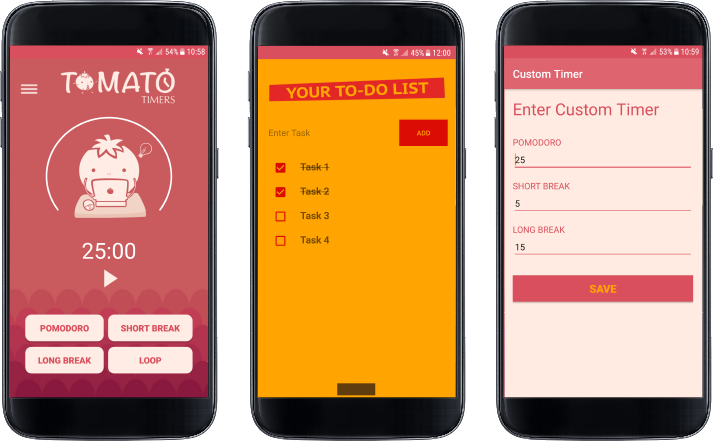 54% 10:58
TOMATO
TIMERS
25:00
POMODORO
SHORT BREAK
LONG BREAK
LOOP
45% 12:00
YOUR TO-DO LIST
Enter Task
ADD
Task 1
Task 2
Task 3
Task 4
53% 10:59
Custom Timer
Enter Custom Timer
POMODORO
25
SHORT BREAK
5
LONG BREAK
15
SAVE